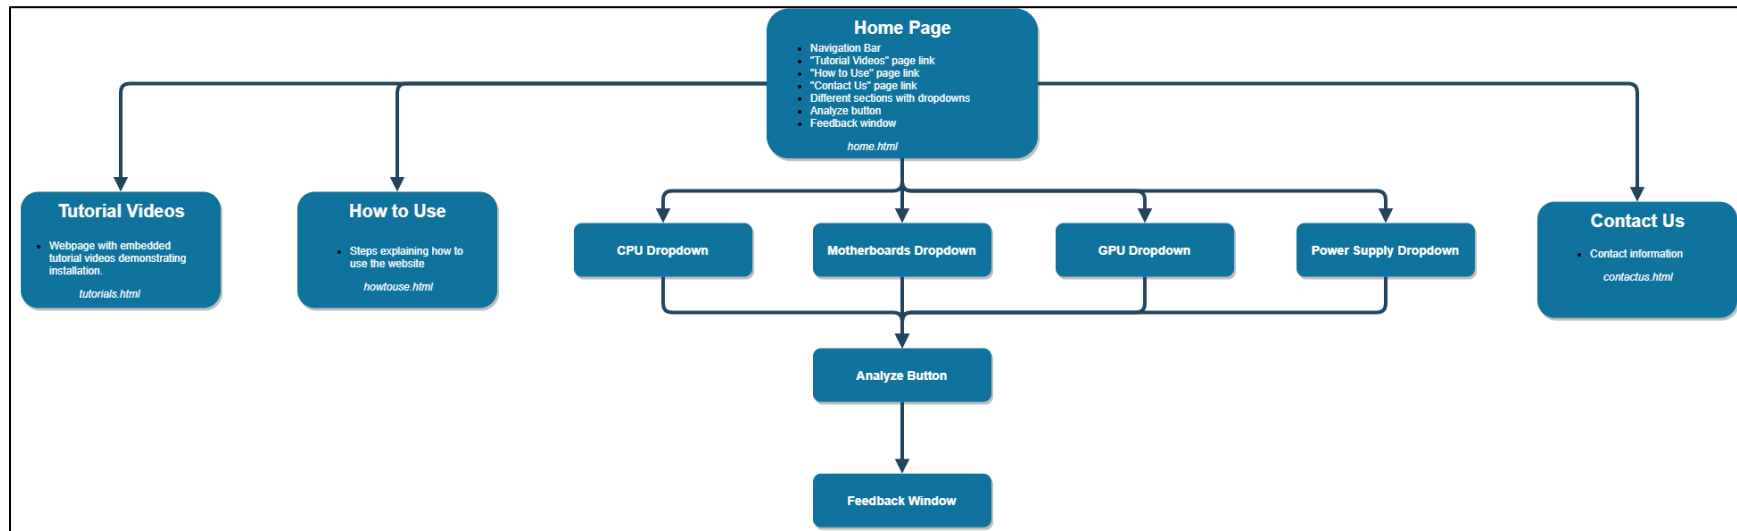 Home Page
Navigation Bar
"Tutorial Videos" page link
"How to Use" page link
"Contact Us" page link
Different sections with dropdowns
Analyze button
Feedback window
home.html
Tutorial Videos
Webpage with embedded
tutorial videos demonstrating
installation.
tutorials.html
How to Use
Steps explaining how to
use the website
howtouse.html
CPU Dropdown
Motherboards Dropdown
GPU Dropdown
Power Supply Dropdown
Contact Us
Contact information
contactus.html
Analyze Button
Feedback Window